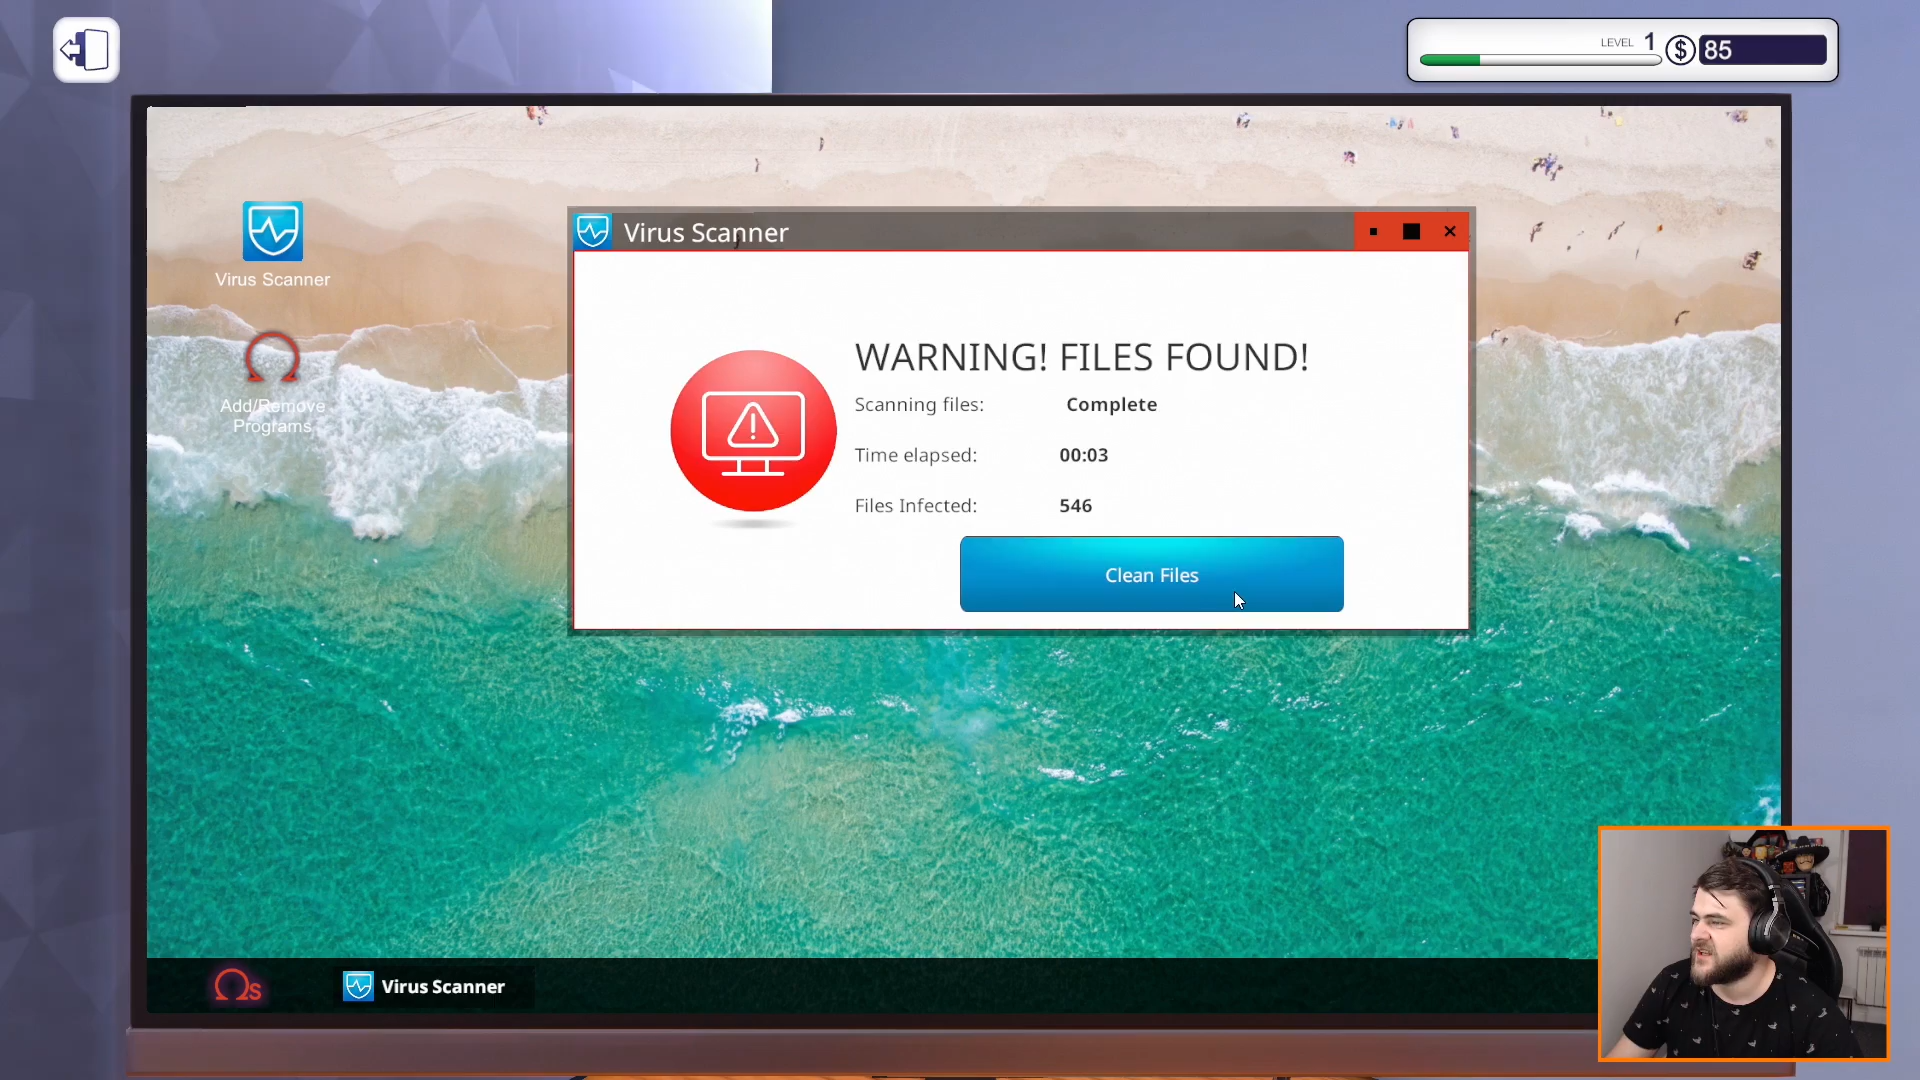 LEVEL 1 $ 85
Virus Scanner
Virus Scanner
Add/Remove
Programs
WARNING! FILES FOUND!
Scanning files: Complete
Time elapsed: 00:03
Files Infected: 546
Clean Files
Ωs Virus Scanner